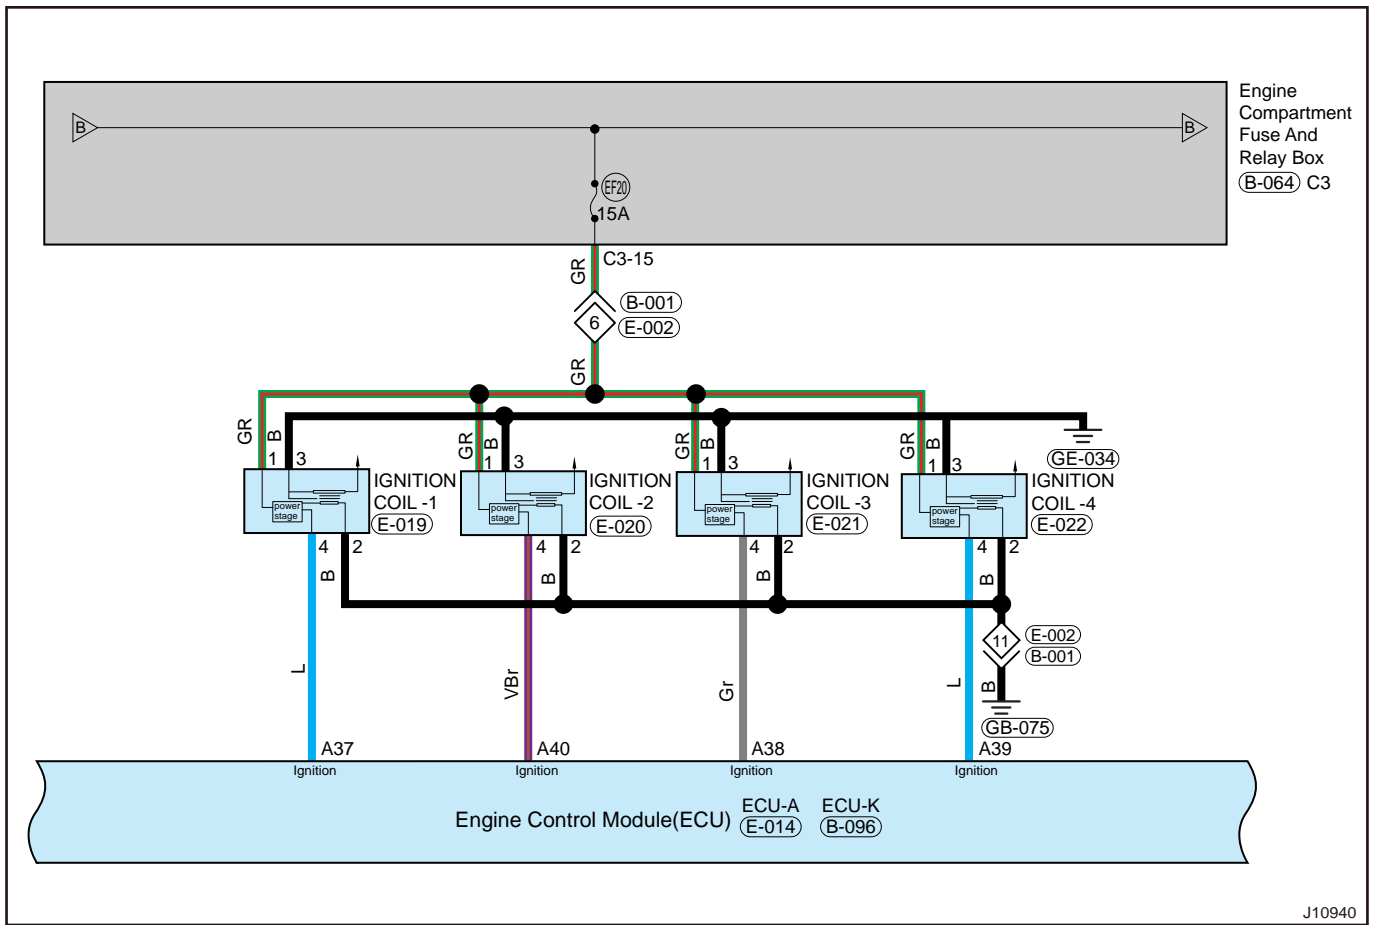 Engine
Compartment
Fuse And
Relay Box
B-064 C3
B
B
EF20
15A
C3-15
GR
B-001
6
E-002
GR
GR
B
GR
B
GR
B
GR
B
GE-034
1 3
1 3
1 3
1 3
IGNITION
COIL -1
E-019
IGNITION
COIL -2
E-020
IGNITION
COIL -3
E-021
IGNITION
COIL -4
E-022
power
stage
power
stage
power
stage
power
stage
4 2
4 2
4 2
4 2
B
B
B
B
11
E-002
B-001
L
VBr
Gr
L
B
GB-075
A37
A40
A38
A39
Ignition
Ignition
Ignition
Ignition
Engine Control Module(ECU)
ECU-A ECU-K
E-014 B-096
J10940